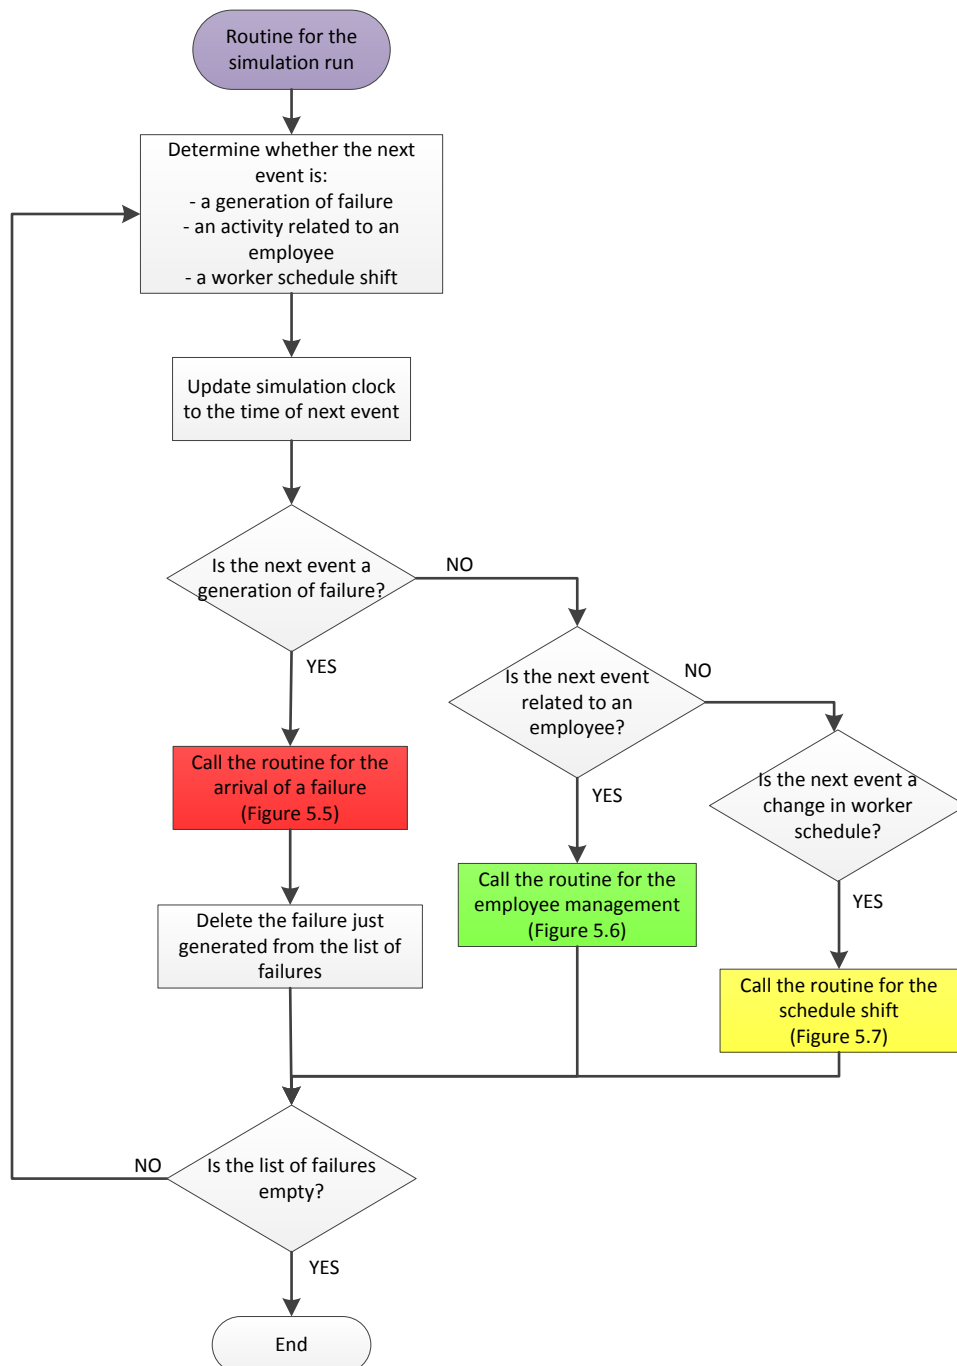 Routine for the
simulation run
Determine whether the next
event is:
- a generation of failure
- an activity related to an
employee
- a worker schedule shift
Update simulation clock
to the time of next event
Is the next event a
generation of failure?
NO
YES
Is the next event
related to an
employee?
NO
YES
Is the next event a
change in worker
schedule?
YES
Call the routine for the
arrival of a failure
(Figure 5.5)
Call the routine for the
employee management
(Figure 5.6)
Delete the failure just
generated from the list of
failures
Call the routine for the
schedule shift
(Figure 5.7)
Is the list of failures
empty?
NO
YES
End